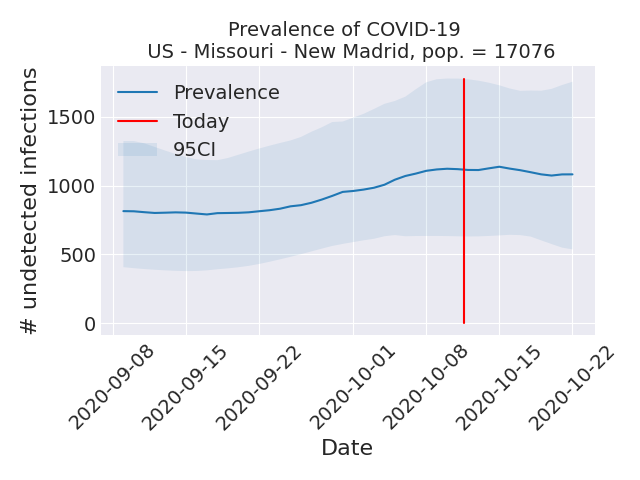 Prevalence of COVID-19
US - Missouri - New Madrid, pop. = 17076
# undetected infections
1500
1000
500
0
Prevalence
Today
95CI
2020-09-08
2020-09-15
2020-09-22
2020-10-01
2020-10-08
2020-10-15
2020-10-22
Date